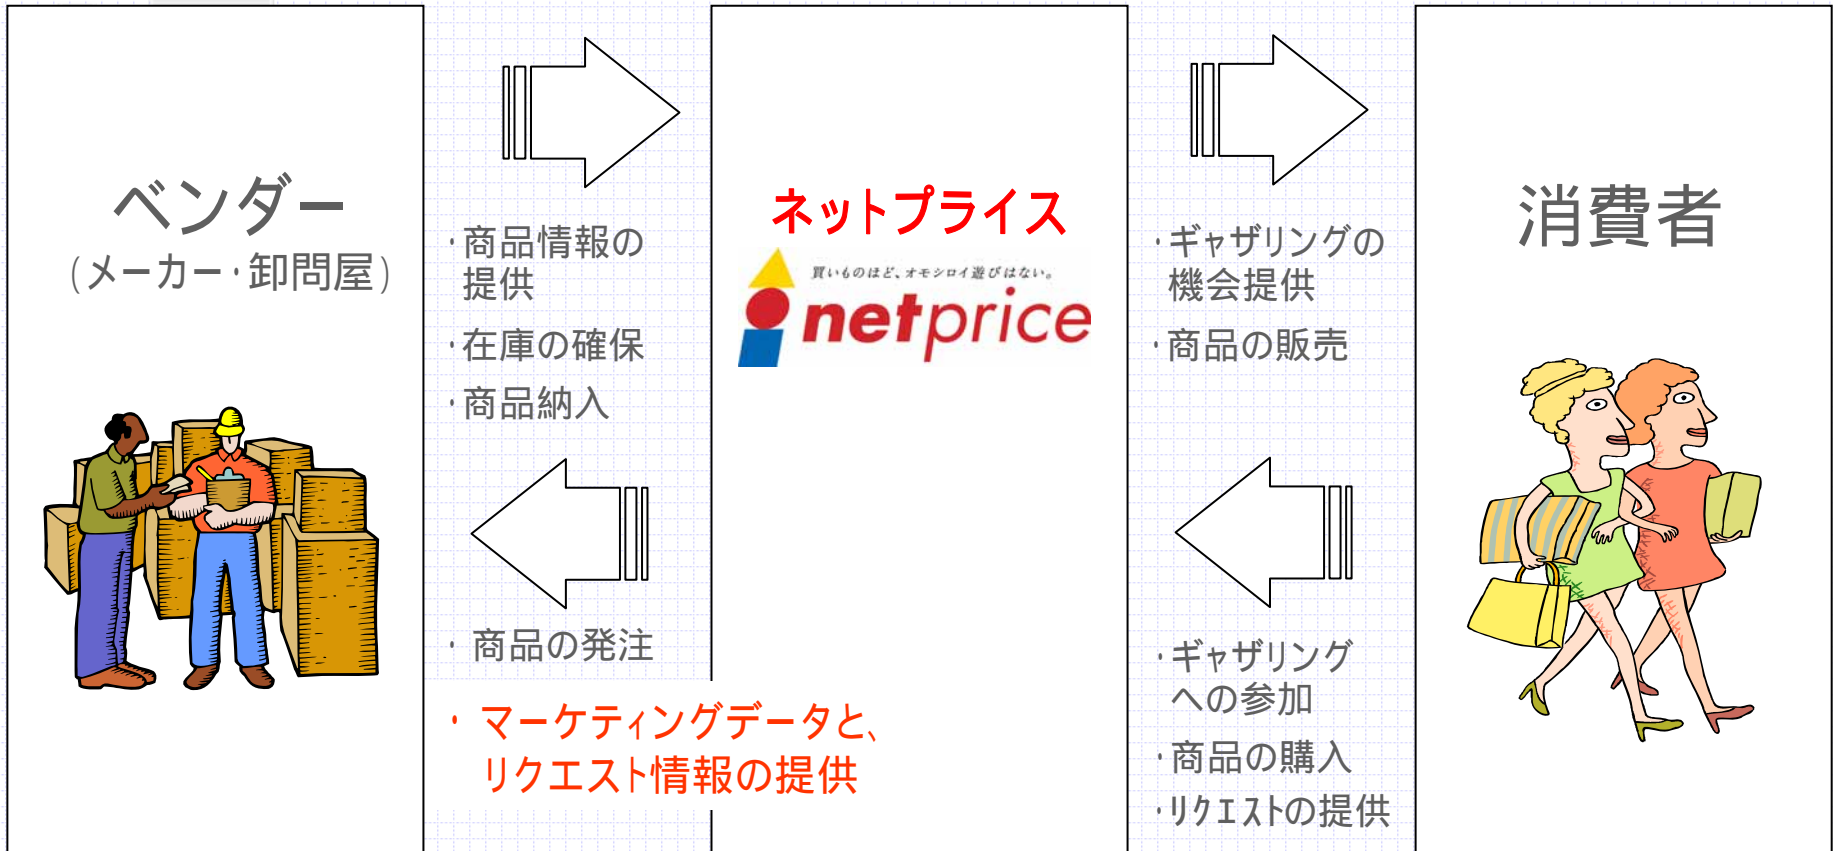 ベンダー
(メーカー・卸問屋)
・商品情報の
提供
・在庫の確保
・商品納入
・商品の発注
・マーケティングデータと、
リクエスト情報の提供
ネットプライス
買いものほど、オモシロイ遊びはない。
netprice
・ギャザリングの
機会提供
・商品の販売
・ギャザリング
への参加
・商品の購入
・リクエストの提供
消費者